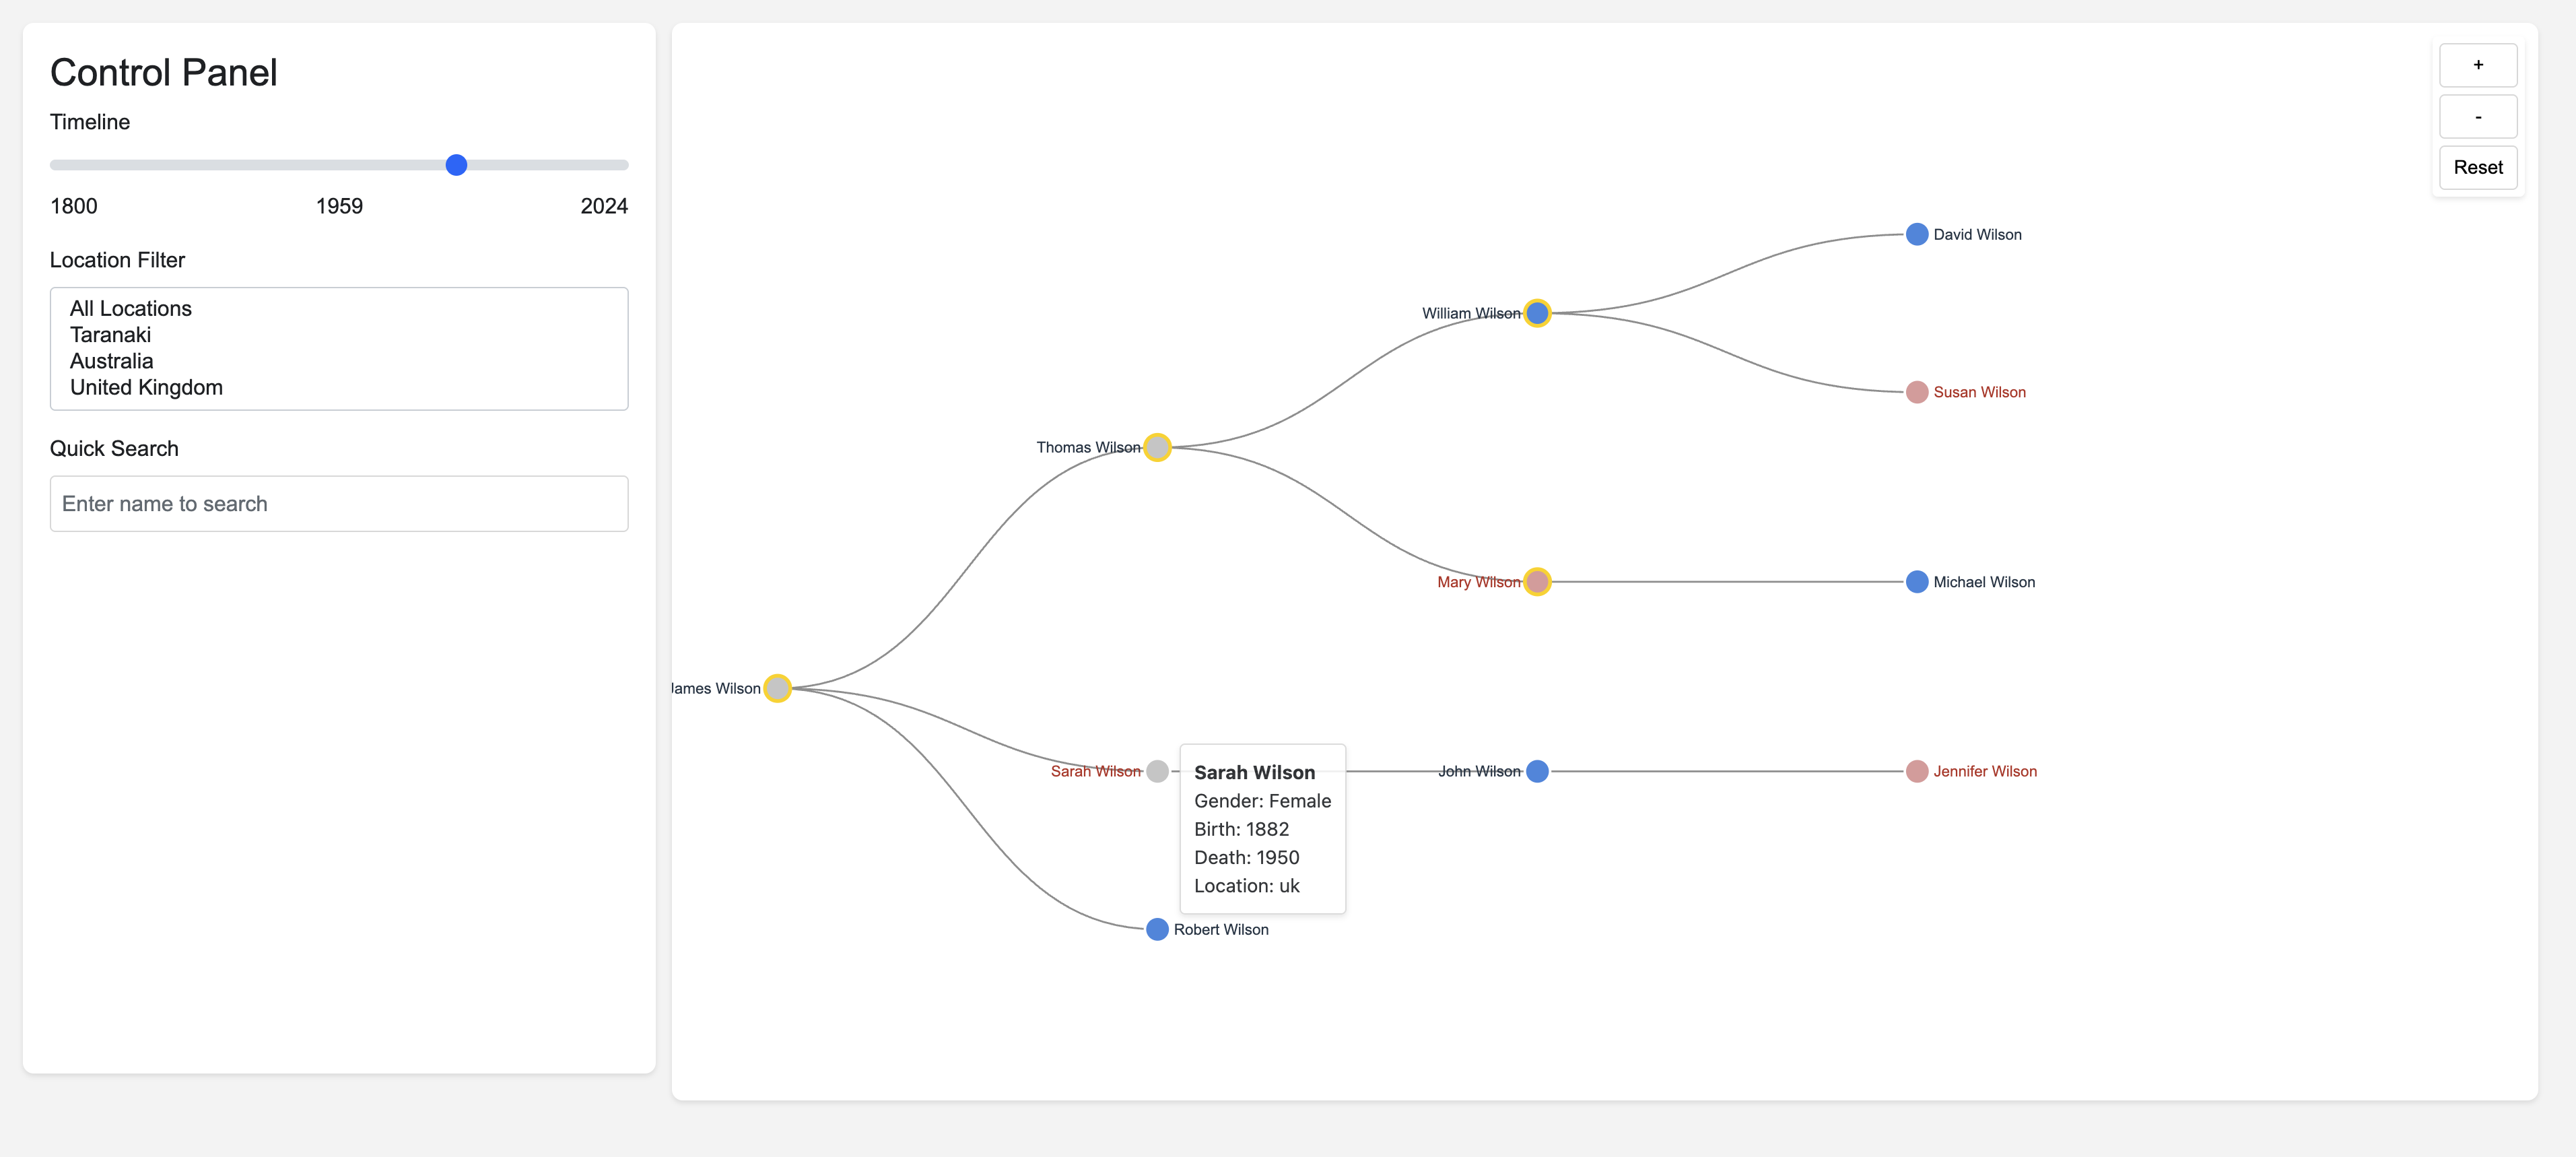 Control Panel
Timeline
1800 1959 2024
Location Filter
All Locations
Taranaki
Australia
United Kingdom
Quick Search
Enter name to search
+
-
Reset
David Wilson
William Wilson
Susan Wilson
Thomas Wilson
Mary Wilson
Michael Wilson
James Wilson
Sarah Wilson
John Wilson
Jennifer Wilson
Sarah Wilson
Gender: Female
Birth: 1882
Death: 1950
Location: uk
Robert Wilson